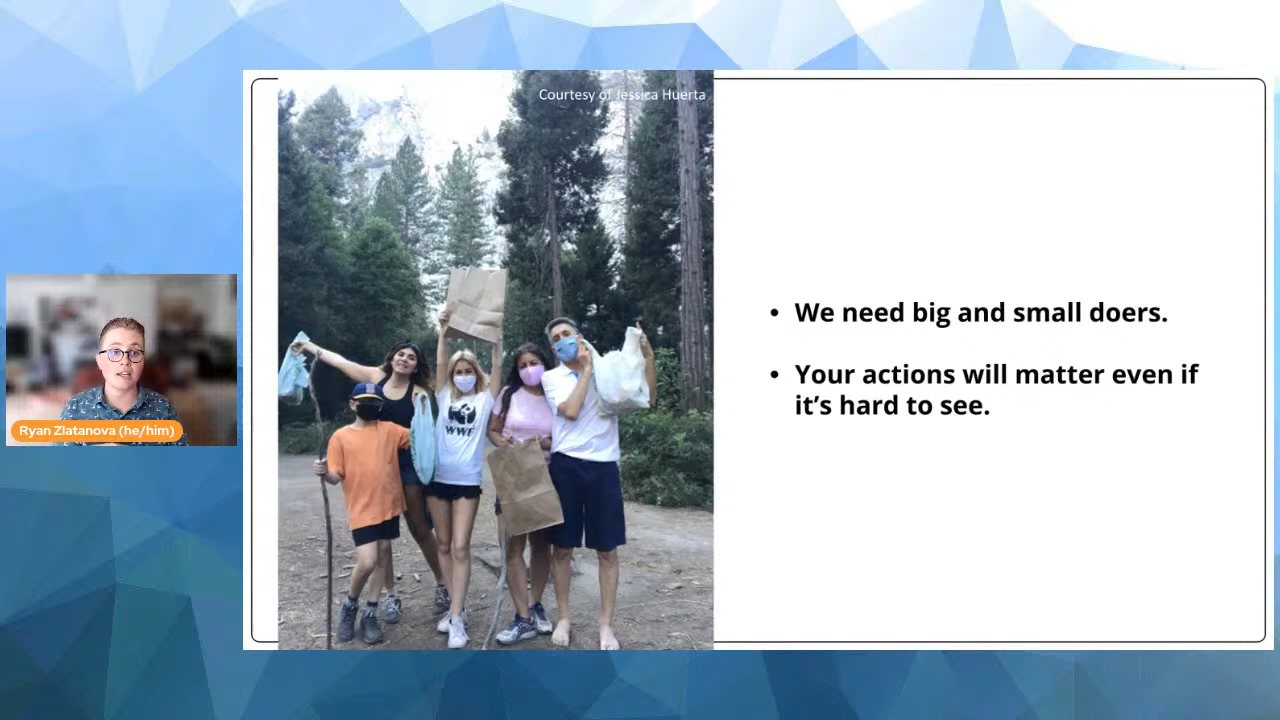 Courtesy of Jessica Huerta
• We need big and small doers.
• Your actions will matter even if
it’s hard to see.
WWF
Ryan Zlatanova (he/him)